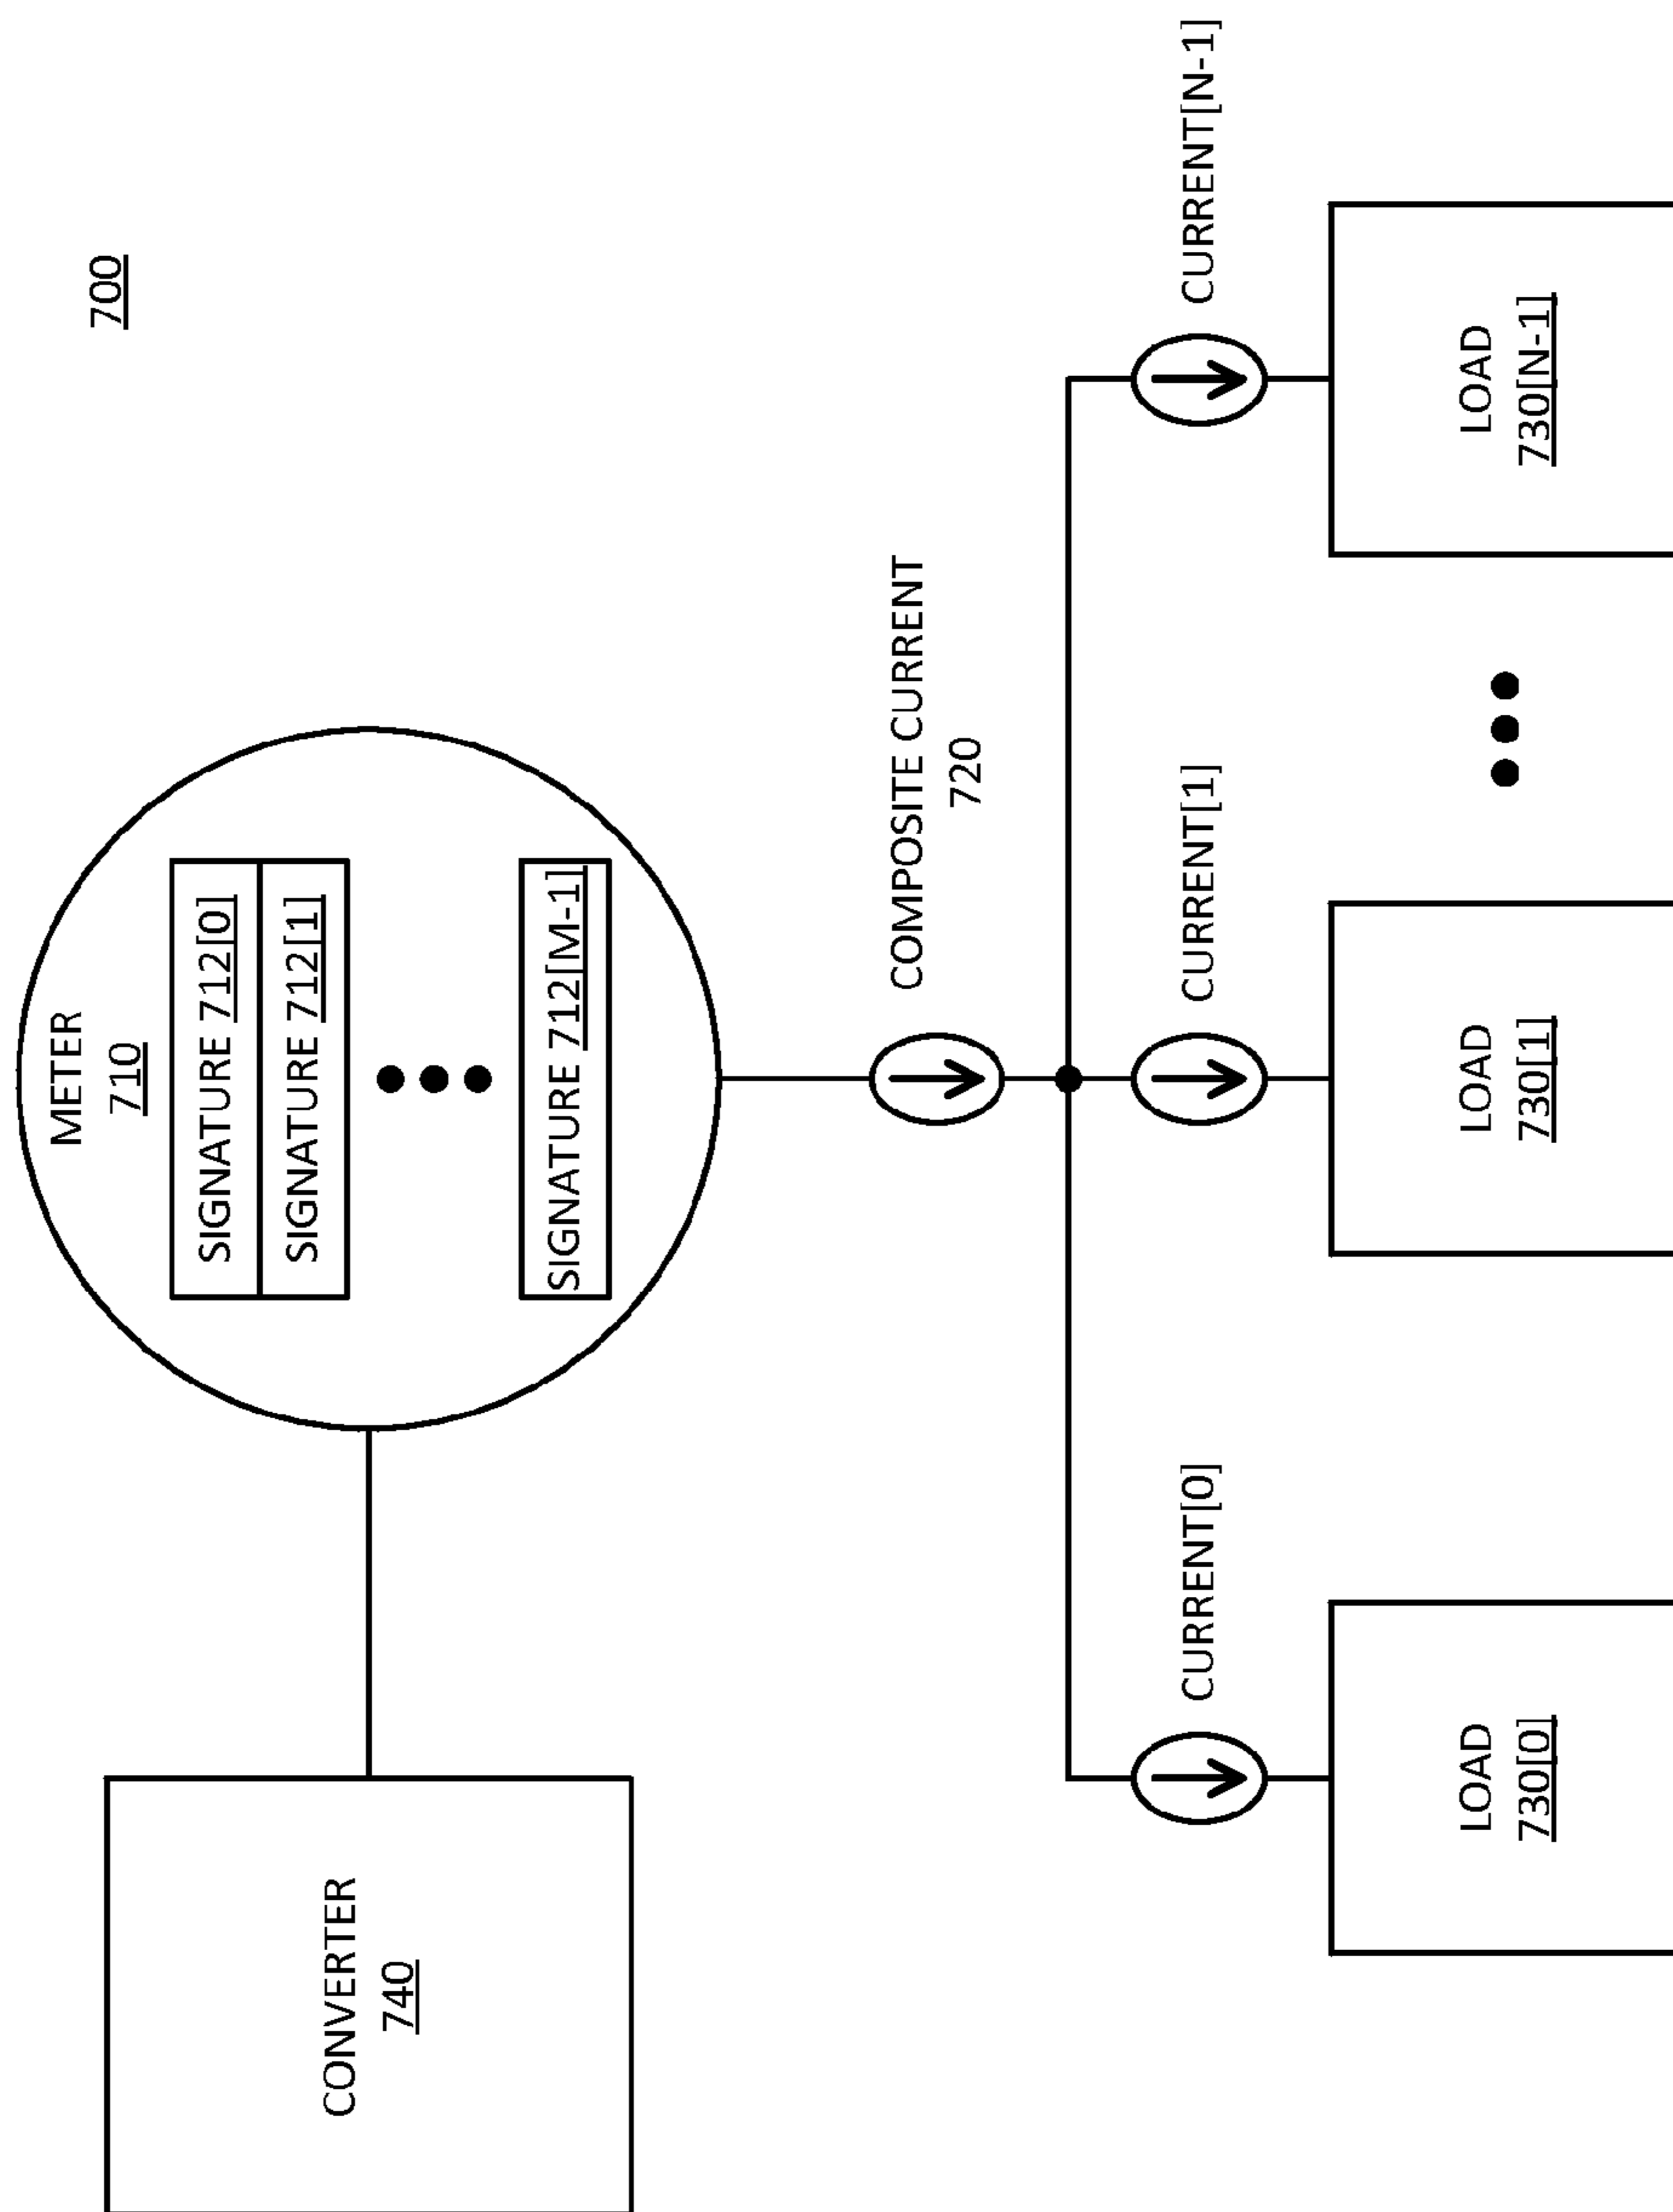 700
METER
710
SIGNATURE 712[0]
SIGNATURE 712[1]
SIGNATURE 712[M-1]
CONVERTER
740
COMPOSITE CURRENT
720
CURRENT[0]
CURRENT[1]
CURRENT[N-1]
LOAD
730[0]
LOAD
730[1]
LOAD
730[N-1]